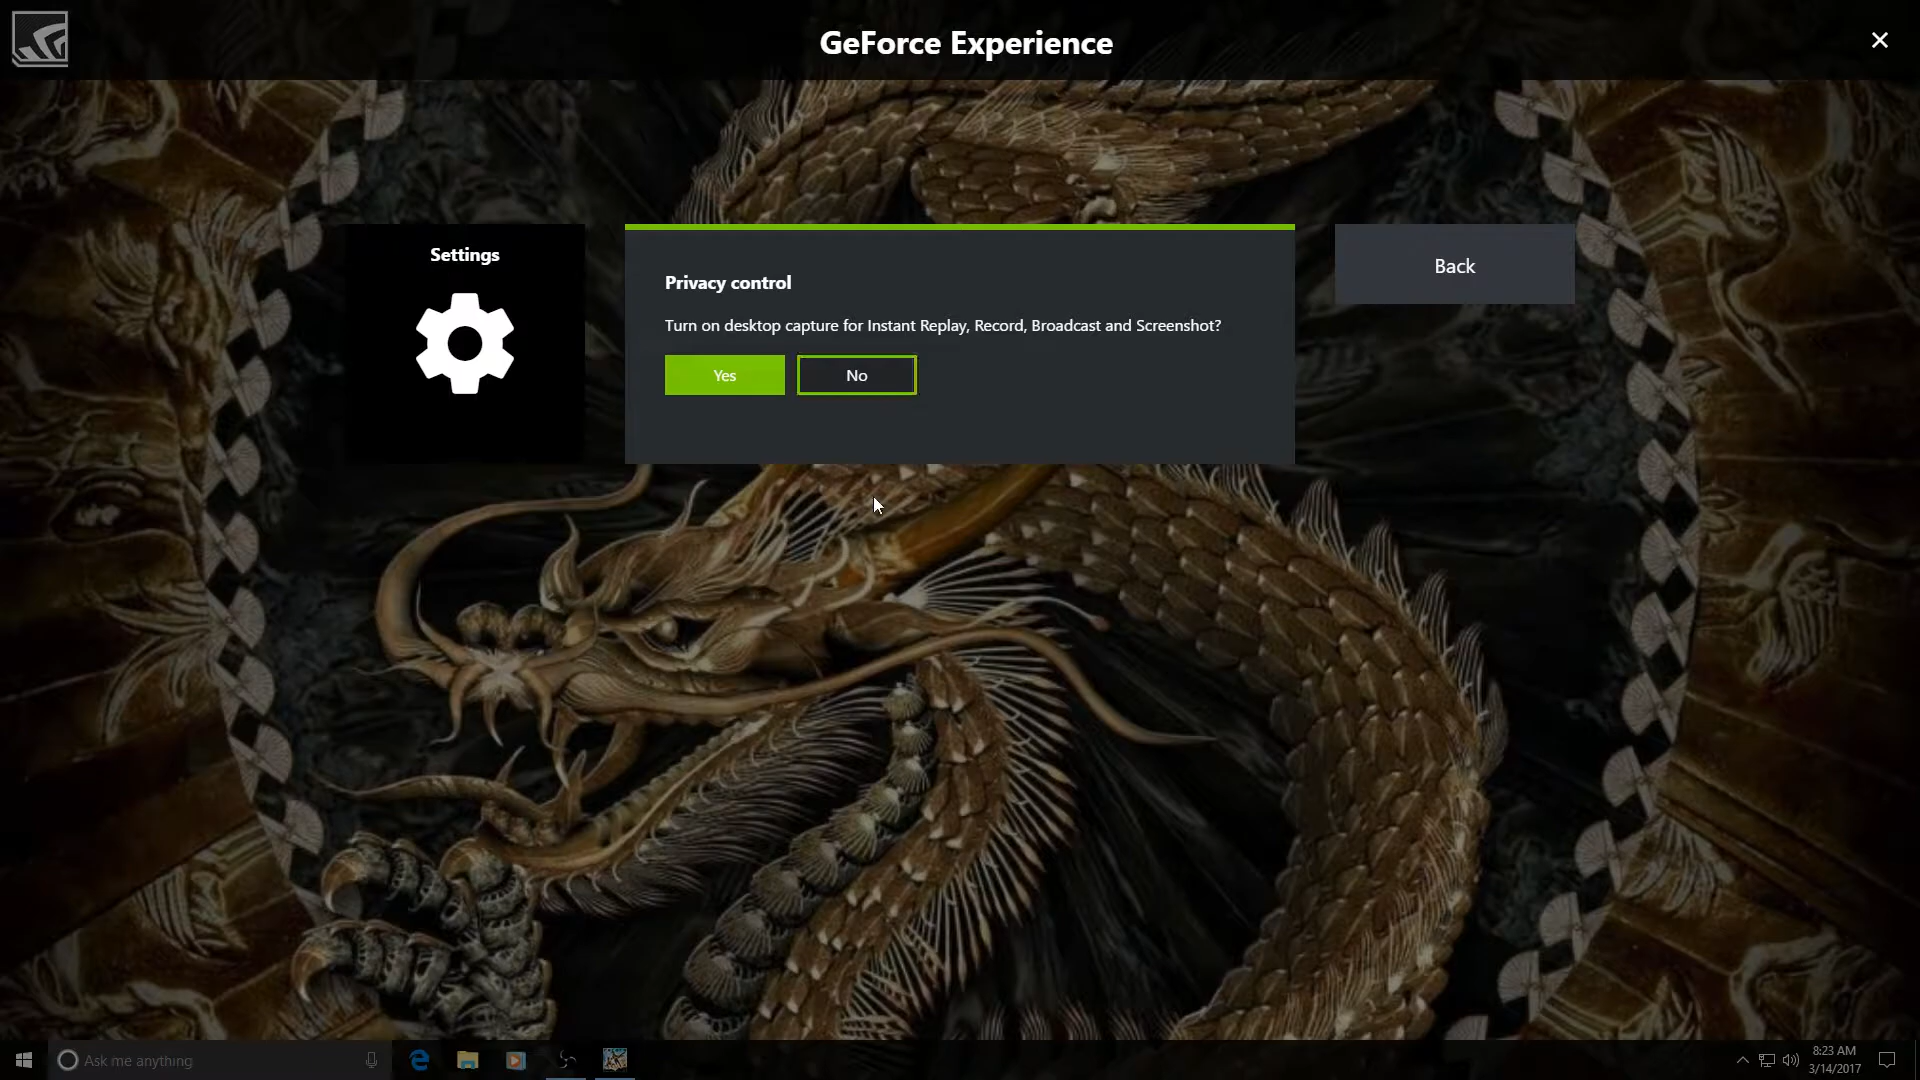 GeForce Experience
Settings
Privacy control
Turn on desktop capture for Instant Replay, Record, Broadcast and Screenshot?
Yes
No
Back
Ask me anything
8:23 AM
3/14/2017